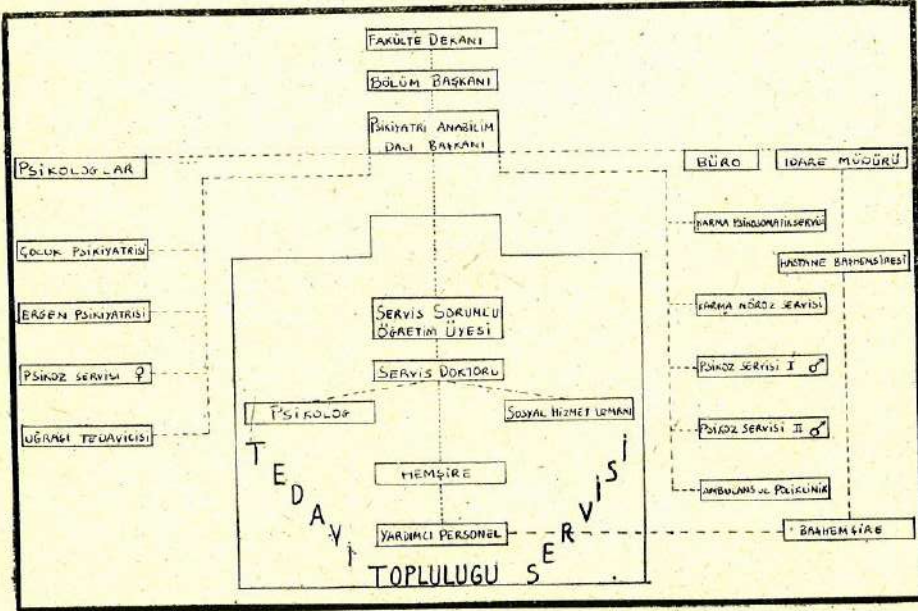 FAKÜLTE DEKANI
BÖLÜM BAŞKANI
PSİKİYATRİ ANABİLİM
DALI BAŞKANI
PSİKOLOGLAR
BÜRO
IDARE MÜDÜRÜ
ÇOCUK PSİKİYATRİSİ
KARMA PSİKOSOMATİK SERVİSİ
HASTANE BAŞHEMŞİRESİ
ERGEN PSİKIYATRİSİ
SERVİS SORUMLU
ÖĞRETİM ÜYESİ
KARMA NÖROZ SERVİSİ
PSİKOZ SERVİSİ ♀
SERVİS DOKTORU
PSİKOZ SERVİSİ I ♂
PSİKOLOG
SOSYAL HİZMET UZMANI
UĞRAŞI TEDAVİCİSİ
PSİKOZ SERVİSİ II ♂
HEMŞİRE
AMBULANS VE POLİKLİNİK
YARDIMCI PERSONEL
BAŞHEMŞİRE
TEDAVİ
TOPLULUGU
SERVİSİ